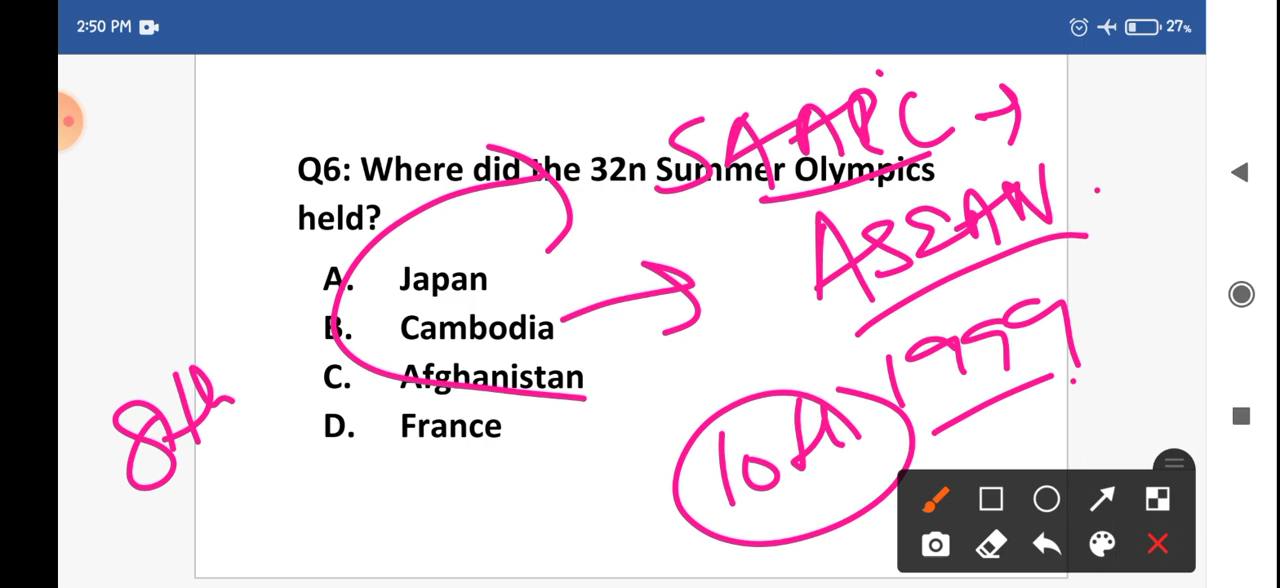 2:50 PM 27%
SAARC
Q6: Where did the 32n Summer Olympics
held?
ASEAN
A. Japan
B. Cambodia
1999
C. Afghanistan
8th
D. France
10th